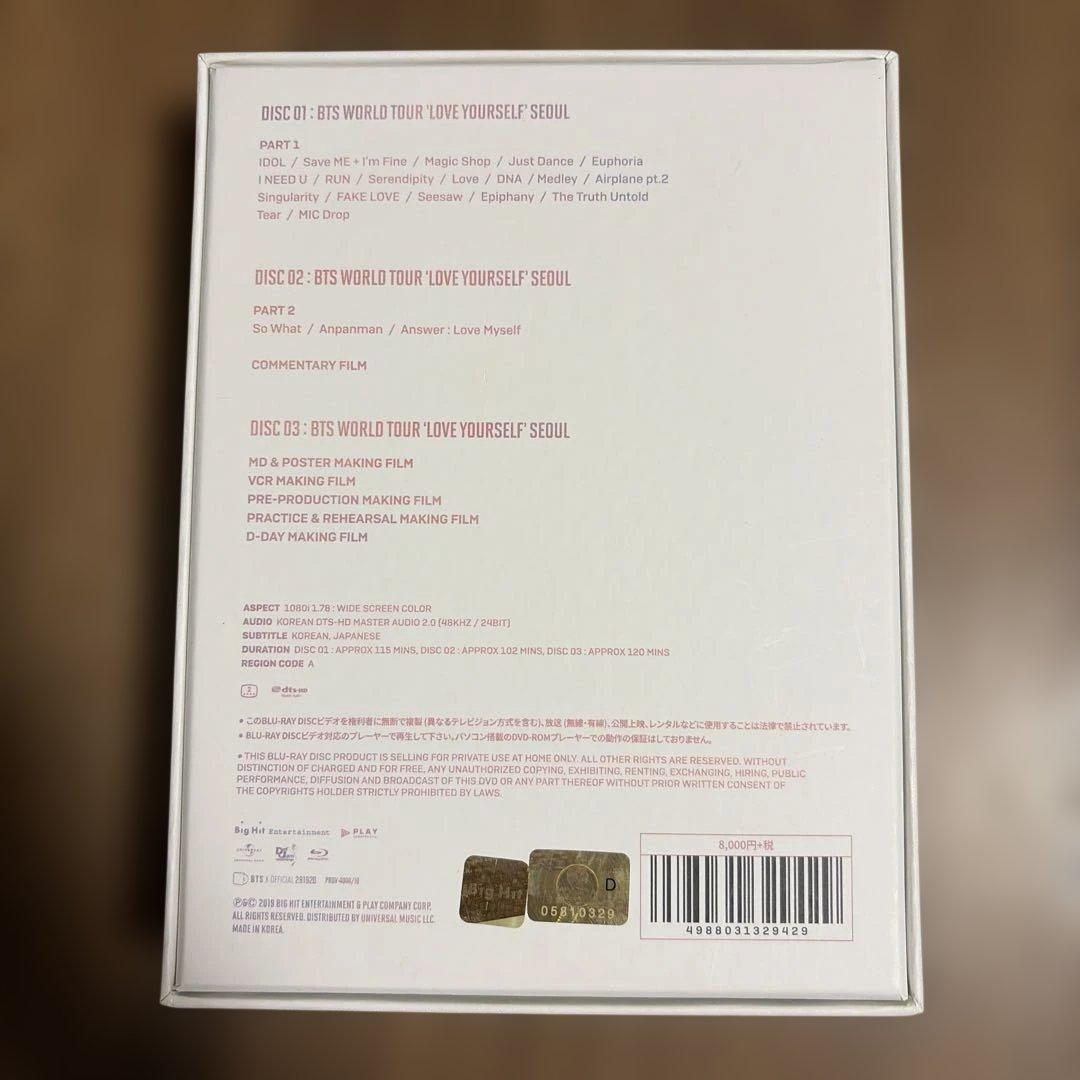 DISC 01 : BTS WORLD TOUR 'LOVE YOURSELF' SEOUL
PART 1
IDOL / Save ME + I'm Fine / Magic Shop / Just Dance / Euphoria
I NEED U / RUN / Serendipity / Love / DNA / Medley / Airplane pt.2
Singularity / FAKE LOVE / Seesaw / Epiphany / The Truth Untold
Tear / MIC Drop
DISC 02 : BTS WORLD TOUR 'LOVE YOURSELF' SEOUL
PART 2
So What / Anpanman / Answer : Love Myself
COMMENTARY FILM
DISC 03 : BTS WORLD TOUR 'LOVE YOURSELF' SEOUL
MD & POSTER MAKING FILM
VCR MAKING FILM
PRE-PRODUCTION MAKING FILM
PRACTICE & REHEARSAL MAKING FILM
D-DAY MAKING FILM
ASPECT 1080i 1.78 : WIDE SCREEN COLOR
AUDIO KOREAN DTS-HD MASTER AUDIO 2.0 (48KHZ / 24BIT)
SUBTITLE KOREAN, JAPANESE
DURATION DISC 01 : APPROX 115 MINS, DISC 02 : APPROX 102 MINS, DISC 03 : APPROX 120 MINS
REGION CODE A
2 dts-HD
• このBLU-RAY DISCビデオを権利者に無断で複製 (異なるテレビジョン方式を含む)、放送 (無線・有線)、公開上映、レンタルなどに使用することは法律で禁止されています。
• BLU-RAY DISCビデオ対応のプレーヤーで再生して下さい。パソコン搭載のDVD-ROMプレーヤーでの動作の保証はしておりません。
• THIS BLU-RAY DISC PRODUCT IS SELLING FOR PRIVATE USE AT HOME ONLY. ALL OTHER RIGHTS ARE RESERVED. WITHOUT
DISTINCTION OF CHARGED AND FOR FREE, ANY UNAUTHORIZED COPYING, EXHIBITING, RENTING, EXCHANGING, HIRING, PUBLIC
PERFORMANCE, DIFFUSION AND BROADCAST OF THIS DVD OR ANY PART THEREOF WITHOUT PRIOR WRITTEN CONSENT OF
THE COPYRIGHTS HOLDER STRICTLY PROHIBITED BY LAWS.
Big Hit Entertainment PLAY
UNIVERSAL Def Jam
BTS X OFFICIAL 291920
Ⓟ&© 2019 BIG HIT ENTERTAINMENT & PLAY COMPANY CORP.
ALL RIGHTS RESERVED. DISTRIBUTED BY UNIVERSAL MUSIC LLC.
MADE IN KOREA.
Big Hit
D
05810329
8,000円+税
4988031329429